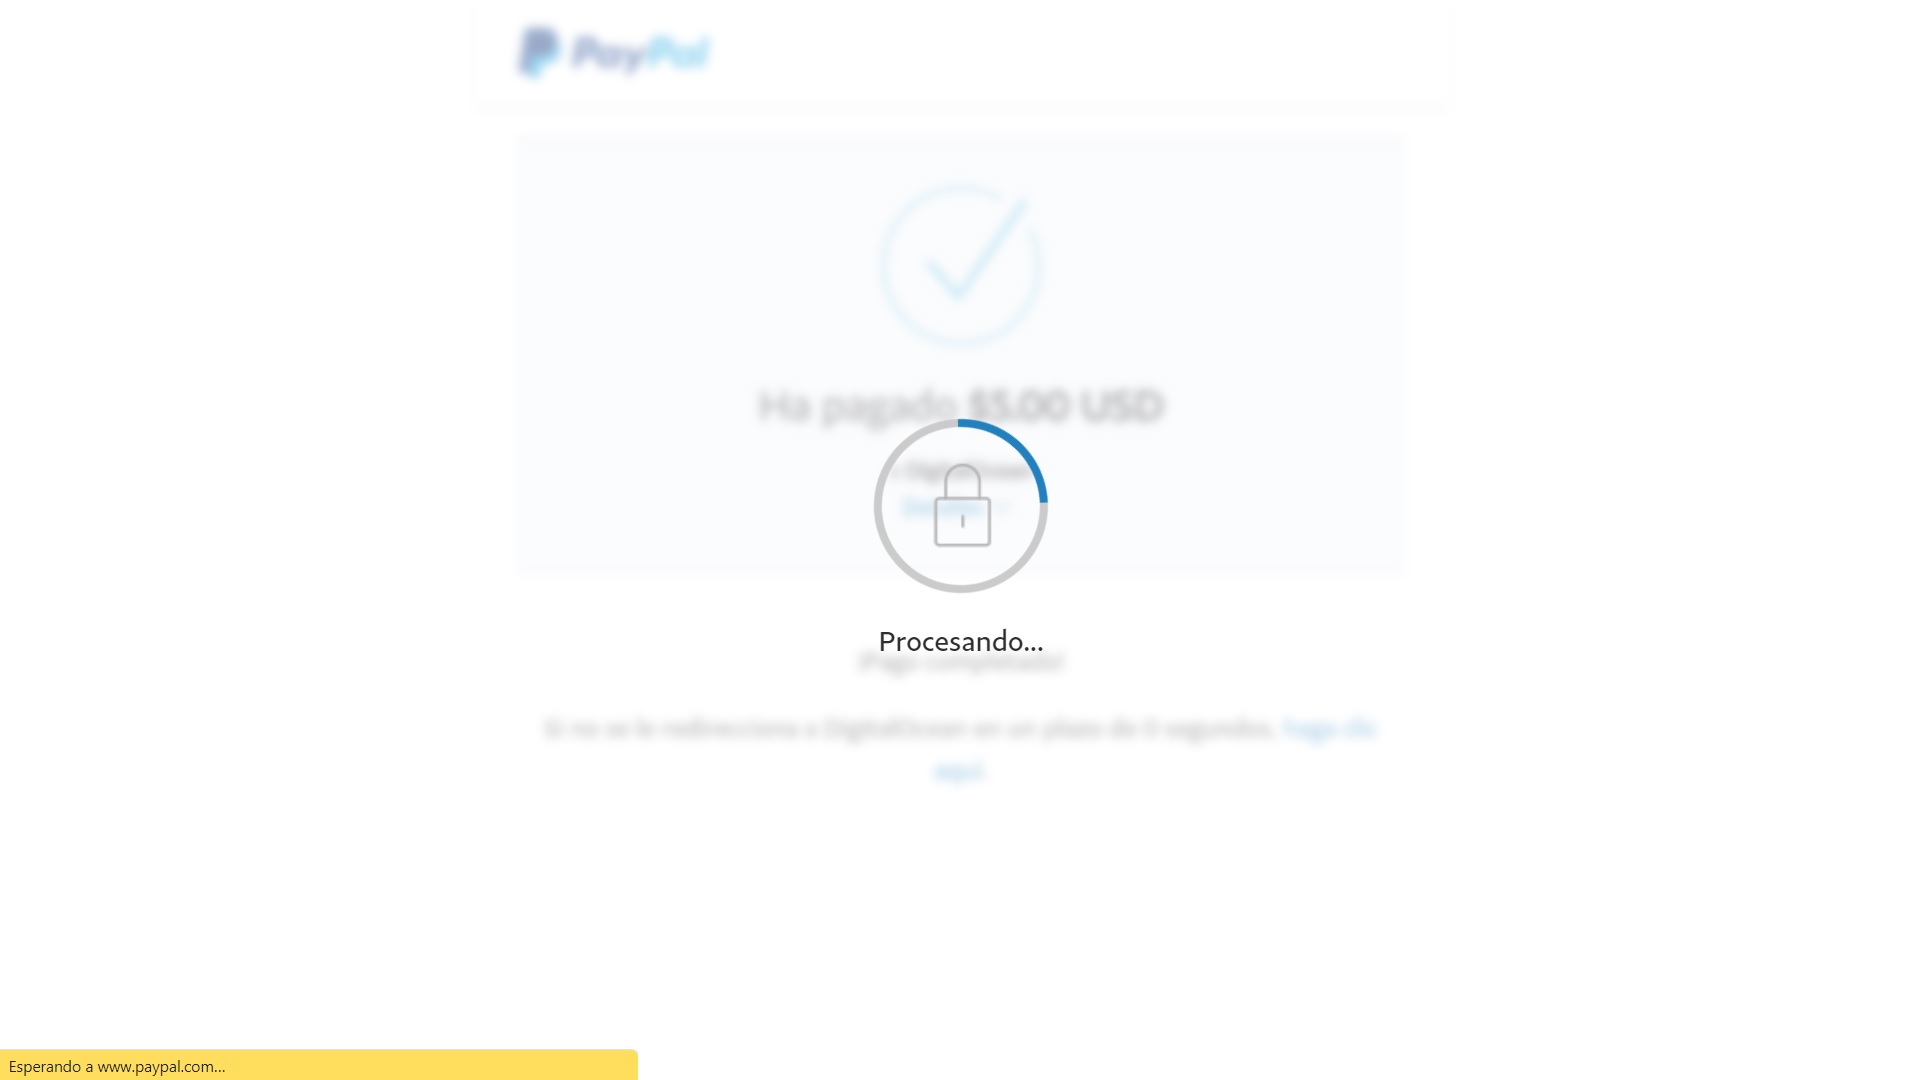 PayPal
Ha pagado $5.00 USD
a DigitalOcean
Detalles
Procesando...
¡Pago completado!
Si no se le redirecciona a DigitalOcean en un plazo de 0 segundos, haga clic
aquí.
Esperando a www.paypal.com...